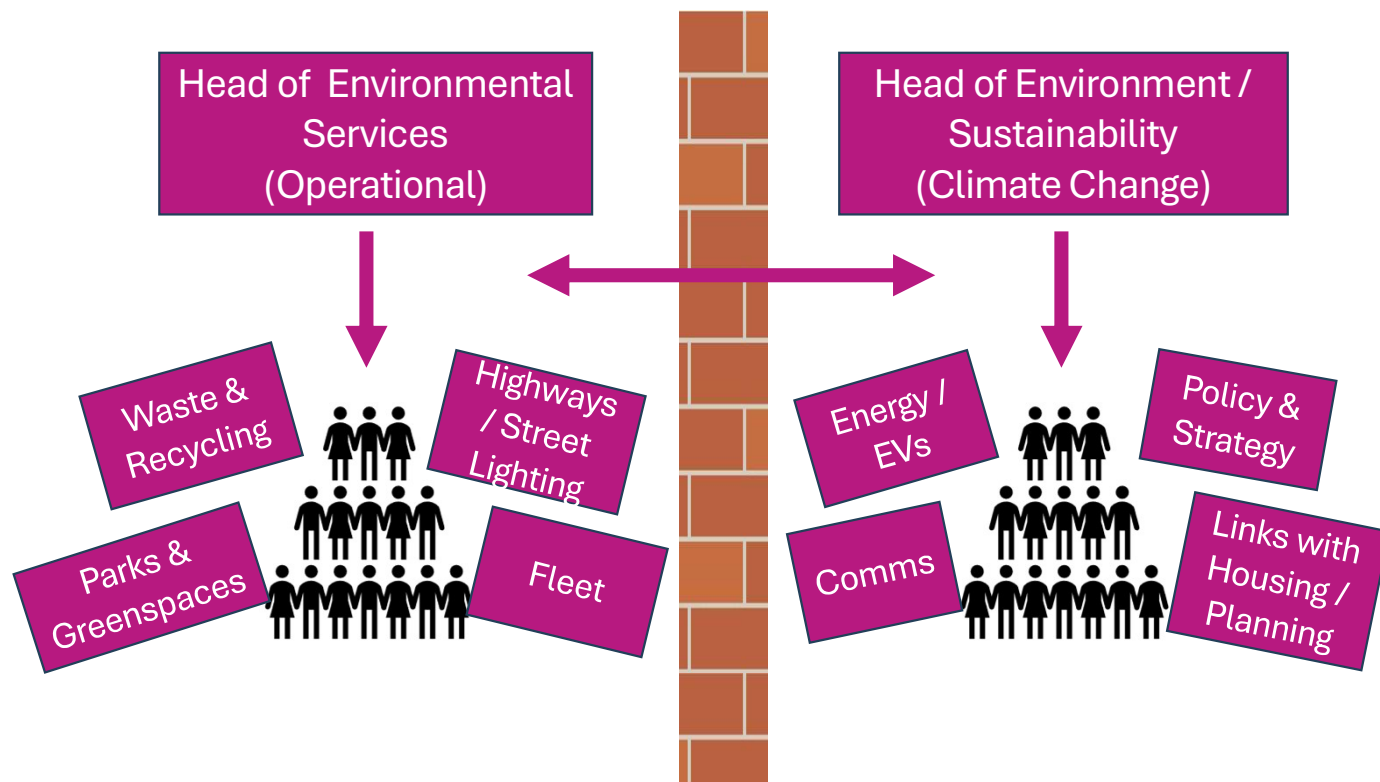 Head of Environmental
Services
(Operational)
Head of Environment /
Sustainability
(Climate Change)
Waste &
Recycling
Highways
/ Street
Lighting
Parks &
Greenspaces
Fleet
Energy /
EVs
Policy &
Strategy
Comms
Links with
Housing /
Planning